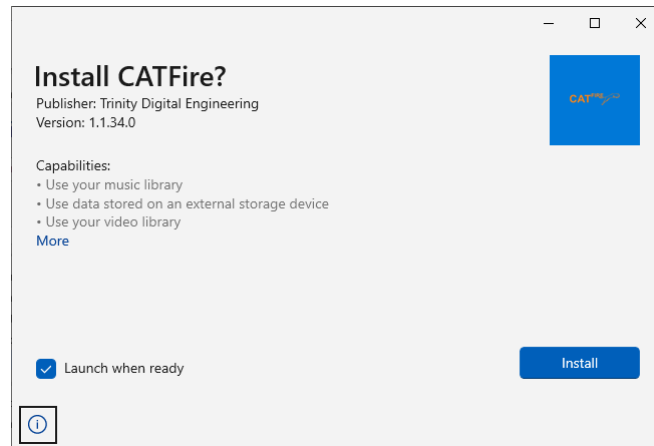 Install CATFire?
Publisher: Trinity Digital Engineering
Version: 1.1.34.0
CATFIRE
Capabilities:
• Use your music library
• Use data stored on an external storage device
• Use your video library
More
Launch when ready
Install